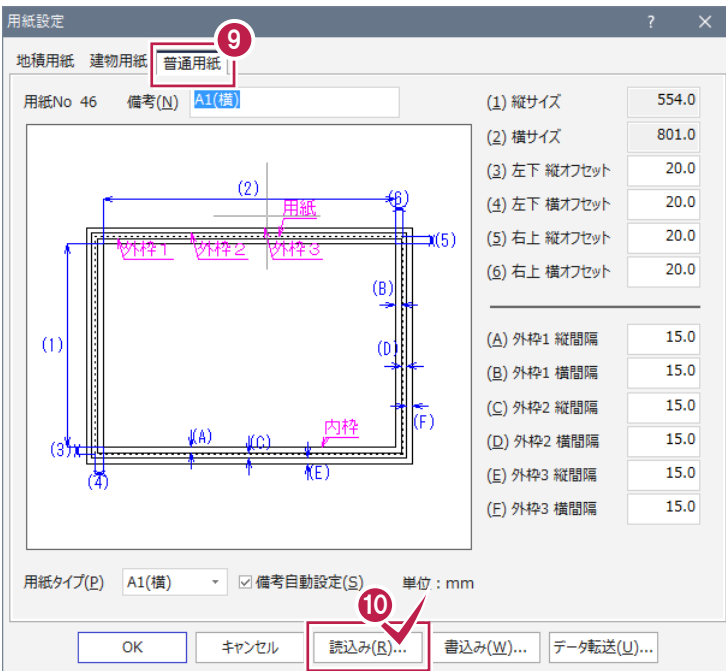 用紙設定 ? ×
9
地積用紙 建物用紙 普通用紙
用紙No 46 備考(N) A1(横)
(1) 縦サイズ 554.0
(2) 横サイズ 801.0
(3) 左下 縦オフセット 20.0
(4) 左下 横オフセット 20.0
(5) 右上 縦オフセット 20.0
(6) 右上 横オフセット 20.0
(A) 外枠1 縦間隔 15.0
(B) 外枠1 横間隔 15.0
(C) 外枠2 縦間隔 15.0
(D) 外枠2 横間隔 15.0
(E) 外枠3 縦間隔 15.0
(F) 外枠3 横間隔 15.0
(2)
(6)
用紙
外枠1 外枠2 外枠3
(5)
(B)
(1)
(D)
(F)
内枠
(A)
(C)
(3)
(E)
(4)
用紙タイプ(P) A1(横) 備考自動設定(S) 単位:mm
10
OK キャンセル 読込み(R)... 書込み(W)... データ転送(U)...